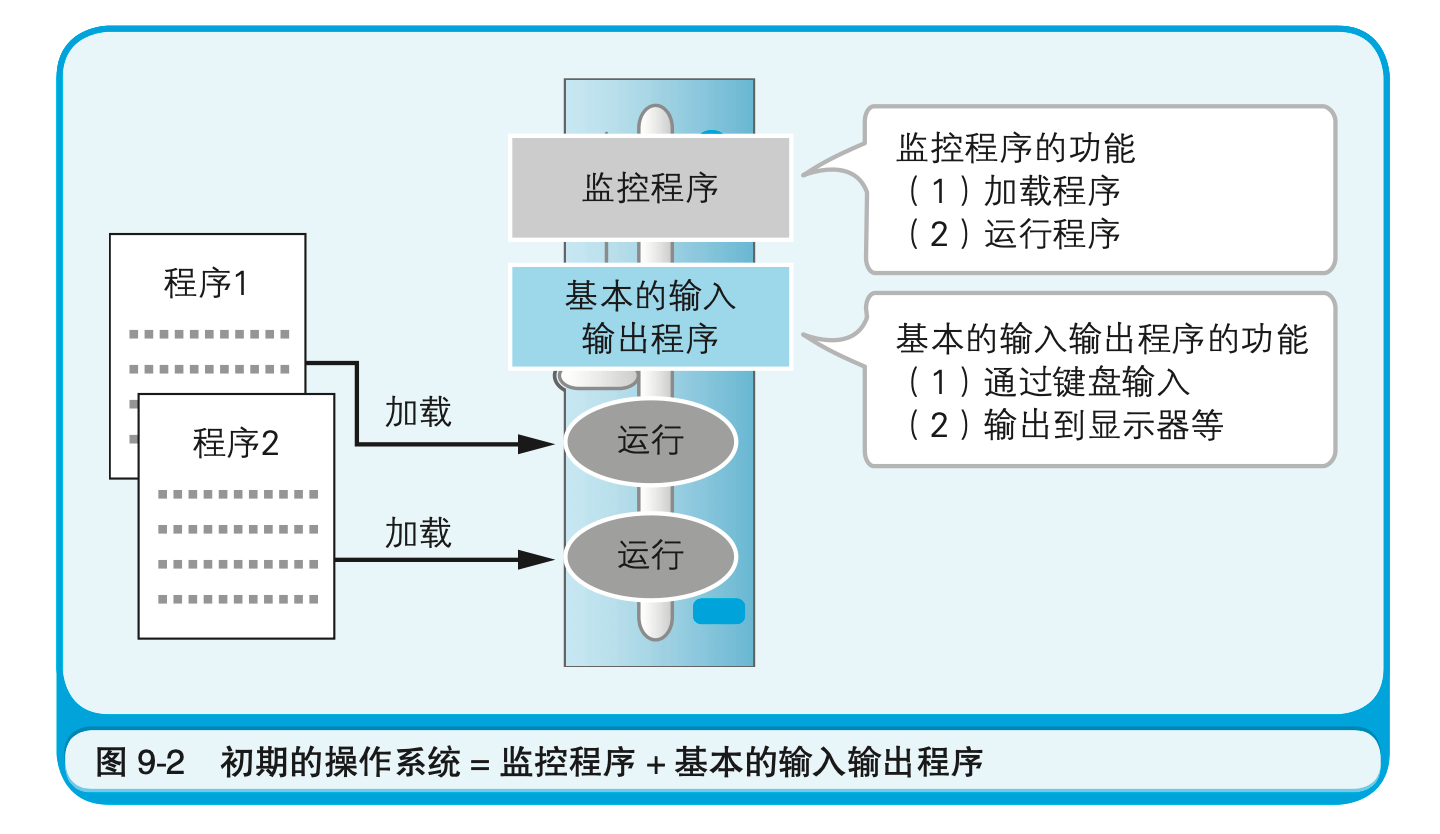 监控程序
基本的输入
输出程序
监控程序的功能
（1）加载程序
（2）运行程序
基本的输入输出程序的功能
（1）通过键盘输入
（2）输出到显示器等
程序1
程序2
加载
运行
加载
运行
图 9-2 初期的操作系统 = 监控程序 + 基本的输入输出程序